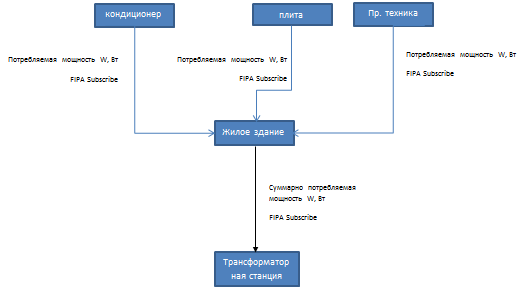 кондиционер
плита
Пр. техника
Потребляемая мощность W, Вт
FIPA Subscribe
Потребляемая мощность W, Вт
FIPA Subscribe
Потребляемая мощность W, Вт
FIPA Subscribe
Жилое здание
Суммарно потребляемая
мощность W, Вт
FIPA Subscribe
Трансформатор
ная станция